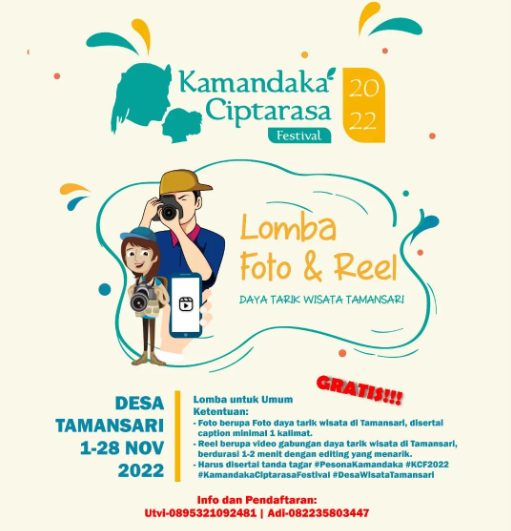 Kamandaka
Ciptarasa
Festival
20
22
Lomba
Foto & Reel
DAYA TARIK WISATA TAMANSARI
GRATIS!!!
DESA
TAMANSARI
1-28 NOV
2022
Lomba untuk Umum
Ketentuan:
- Foto berupa Foto daya tarik wisata di Tamansari, disertai
caption minimal 1 kalimat.
- Reel berupa video gabungan daya tarik wisata di Tamansari,
berdurasi 1-2 menit dengan editing yang menarik.
- Harus disertai tanda tagar #PesonaKamandaka #KCF2022
#KamandakaCiptarasaFestival #DesaWisataTamansari
Info dan Pendaftaran:
Utvi-0895321092481 | Adi-082235803447